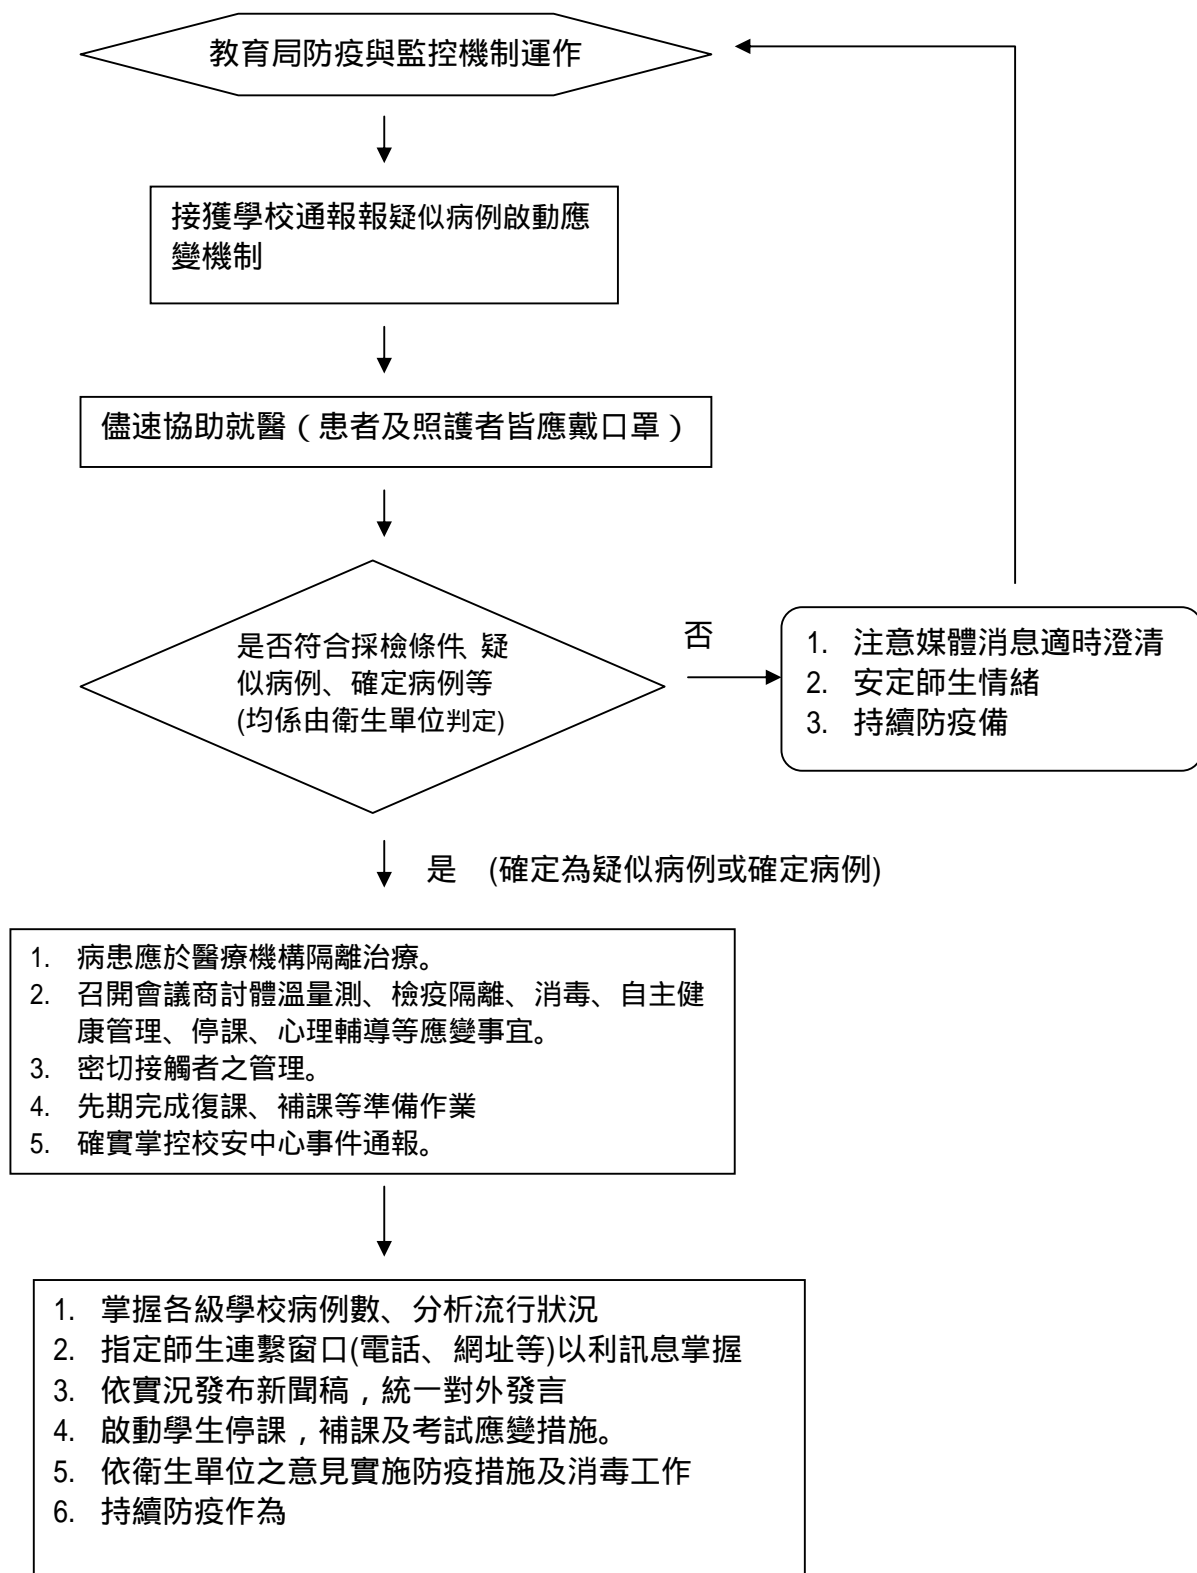 教育局防疫與監控機制運作
接獲學校通報報疑似病例啟動應
變機制
儘速協助就醫（患者及照護者皆應戴口罩）
是否符合採檢條件、疑
似病例、確定病例等
(均係由衛生單位判定)
否
1. 注意媒體消息適時澄清
2. 安定師生情緒
3. 持續防疫備
是 (確定為疑似病例或確定病例)
1. 病患應於醫療機構隔離治療。
2. 召開會議商討體溫量測、檢疫隔離、消毒、自主健
康管理、停課、心理輔導等應變事宜。
3. 密切接觸者之管理。
4. 先期完成復課、補課等準備作業
5. 確實掌控校安中心事件通報。
1. 掌握各級學校病例數、分析流行狀況
2. 指定師生連繫窗口(電話、網址等)以利訊息掌握
3. 依實況發布新聞稿，統一對外發言
4. 啟動學生停課，補課及考試應變措施。
5. 依衛生單位之意見實施防疫措施及消毒工作
6. 持續防疫作為